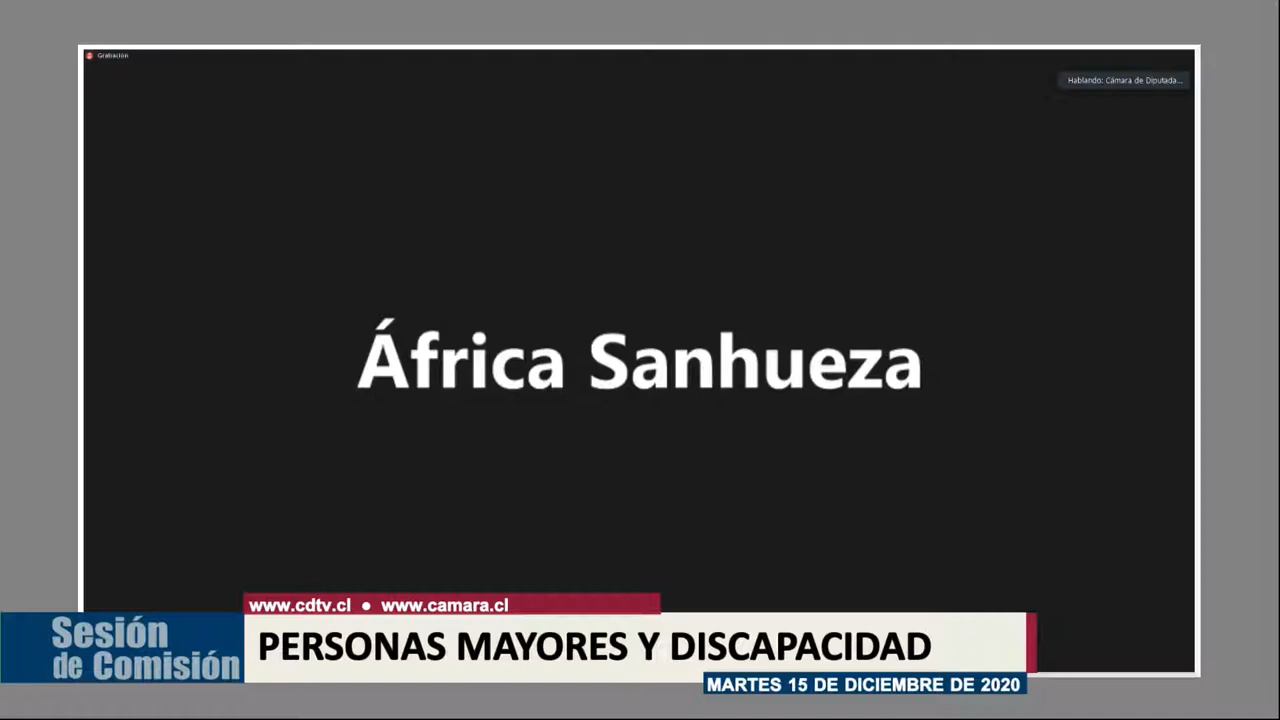 Grabación
Hablando: Cámara de Diputada...
África Sanhueza
www.cdtv.cl • www.camara.cl
Sesión
de Comisión
PERSONAS MAYORES Y DISCAPACIDAD
MARTES 15 DE DICIEMBRE DE 2020